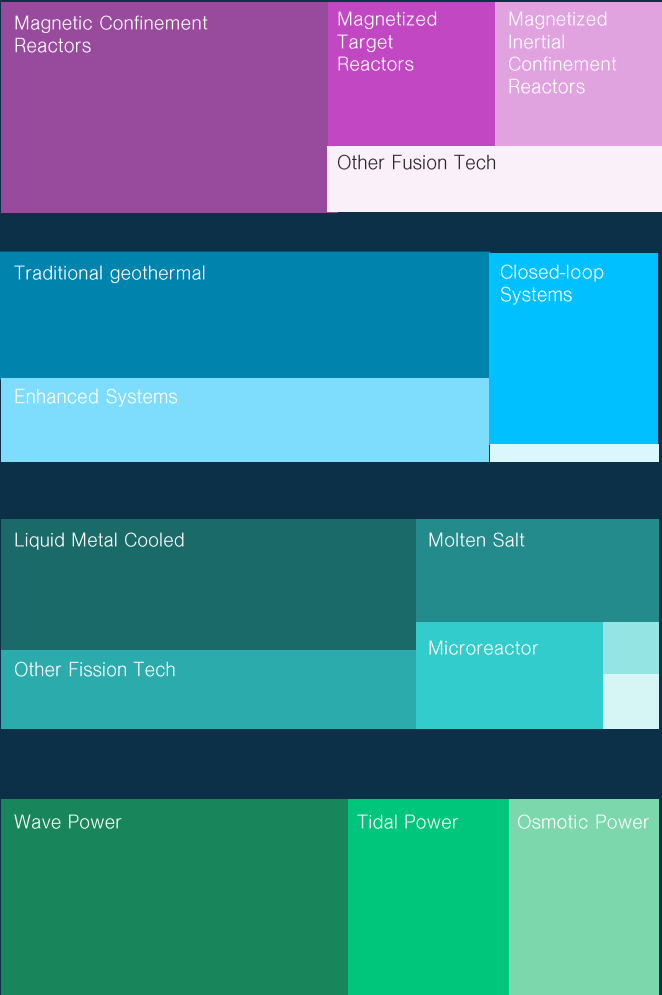 Magnetic Confinement
Reactors
Magnetized
Target
Reactors
Magnetized
Inertial
Confinement
Reactors
Other Fusion Tech
Traditional geothermal
Closed-loop
Systems
Enhanced Systems
Liquid Metal Cooled
Molten Salt
Microreactor
Other Fission Tech
Wave Power
Tidal Power
Osmotic Power